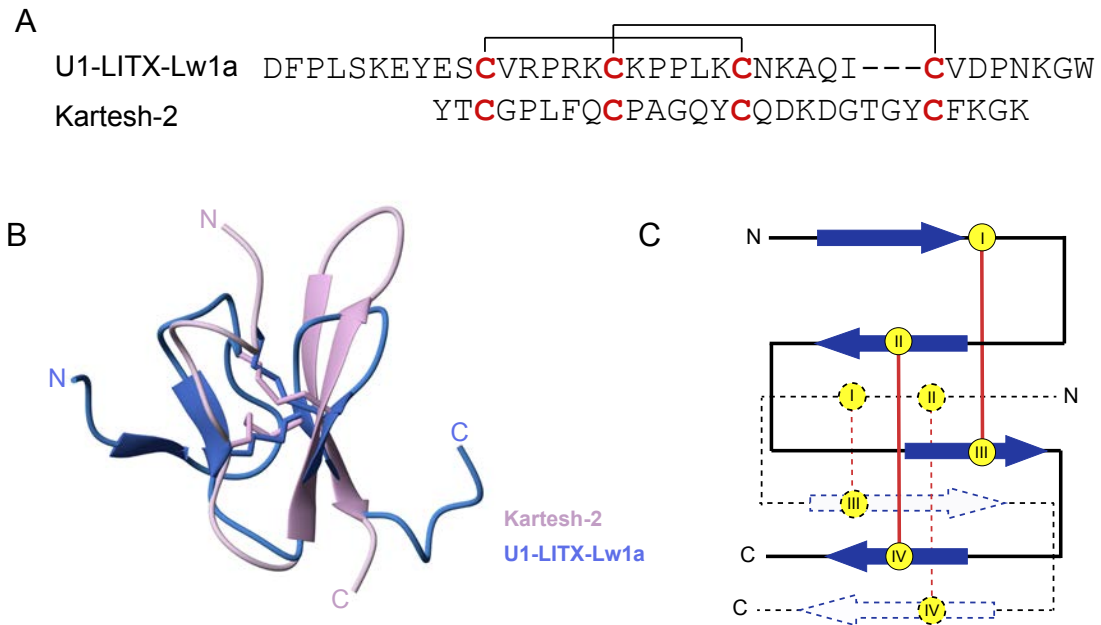 A
U1-LITX-Lw1a DFPLSKEYESCVRPRKCKPPLKCNKAQI---CVDPNKGW
Kartesh-2 YTCGPLFQCPAGQYCQDKDGTGYCFKGK
B
N
N
C
C
Kartesh-2
U1-LITX-Lw1a
C
N
I
II
I
II
N
III
III
C
IV
C
IV